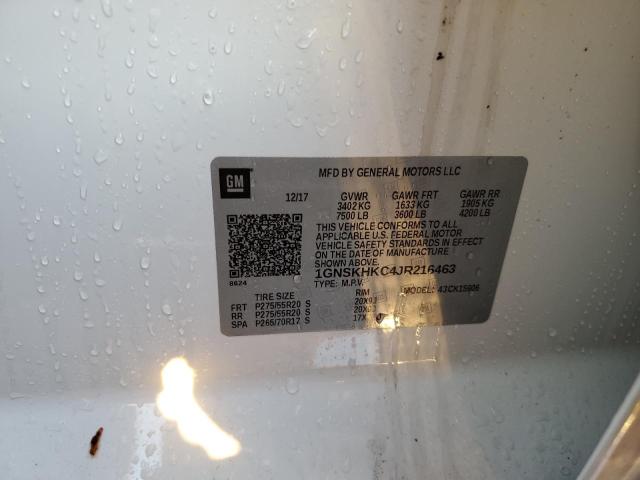 GM
MFD BY GENERAL MOTORS LLC
12/17 GVWR GAWR FRT GAWR RR
3402 KG 1633 KG 1905 KG
7500 LB 3600 LB 4200 LB
THIS VEHICLE CONFORMS TO ALL
APPLICABLE U.S. FEDERAL MOTOR
VEHICLE SAFETY STANDARDS IN EFFECT
ON THE DATE OF MANUFACTURE
SHOWN ABOVE.
1GNSKHKC4JR216463
8624
TYPE: M.P.V.
TIRE SIZE RIM
FRT P275/55R20 S
RR P275/55R20 S
SPA P265/70R17 S